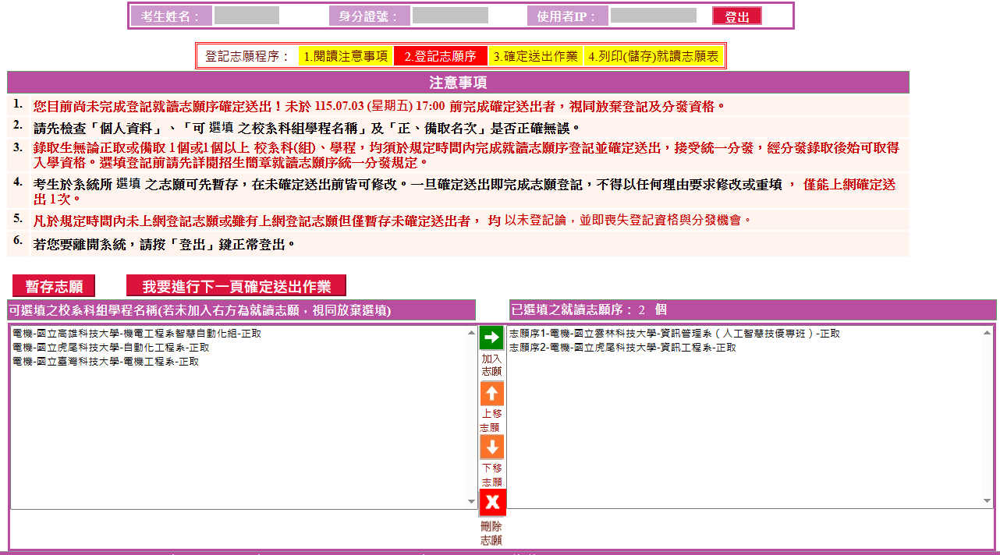 考生姓名： 身分證號： 使用者IP： 登出
登記志願程序： 1.閱讀注意事項 2.登記志願序 3.確定送出作業 4.列印(儲存)就讀志願表
注意事項
1. 您目前尚未完成登記就讀志願序確定送出！未於 115.07.03 (星期五) 17:00 前完成確定送出者，視同放棄登記及分發資格。
2. 請先檢查「個人資料」、「可 選填 之校系科組學程名稱」及「正、備取名次」是否正確無誤。
3. 錄取生無論正取或備取 1個或1個以上 校系科(組)、學程，均須於規定時間內完成就讀志願序登記並確定送出，接受統一分發，經分發錄取後始可取得
入學資格。選填登記前請先詳閱招生簡章就讀志願序統一分發規定。
4. 考生於系統所 選填 之志願可先暫存，在未確定送出前皆可修改。一旦確定送出即完成志願登記，不得以任何理由要求修改或重填 ， 僅能上網確定送
出 1次。
5. 凡於規定時間內未上網登記志願或雖有上網登記志願但僅暫存未確定送出者， 均 以未登記論，並即喪失登記資格與分發機會。
6. 若您要離開系統，請按「登出」鍵正常登出。
暫存志願 我要進行下一頁確定送出作業
可選填之校系科組學程名稱(若未加入右方為就讀志願，視同放棄選填)
電機-國立高雄科技大學-機電工程系智慧自動化組-正取
電機-國立虎尾科技大學-自動化工程系-正取
電機-國立臺灣科技大學-電機工程系-正取
加入
志願
上移
志願
下移
志願
X
刪除
志願
已選填之就讀志願序： 2 個
志願序1-電機-國立雲林科技大學-資訊管理系（人工智慧技優專班）-正取
志願序2-電機-國立虎尾科技大學-資訊工程系-正取